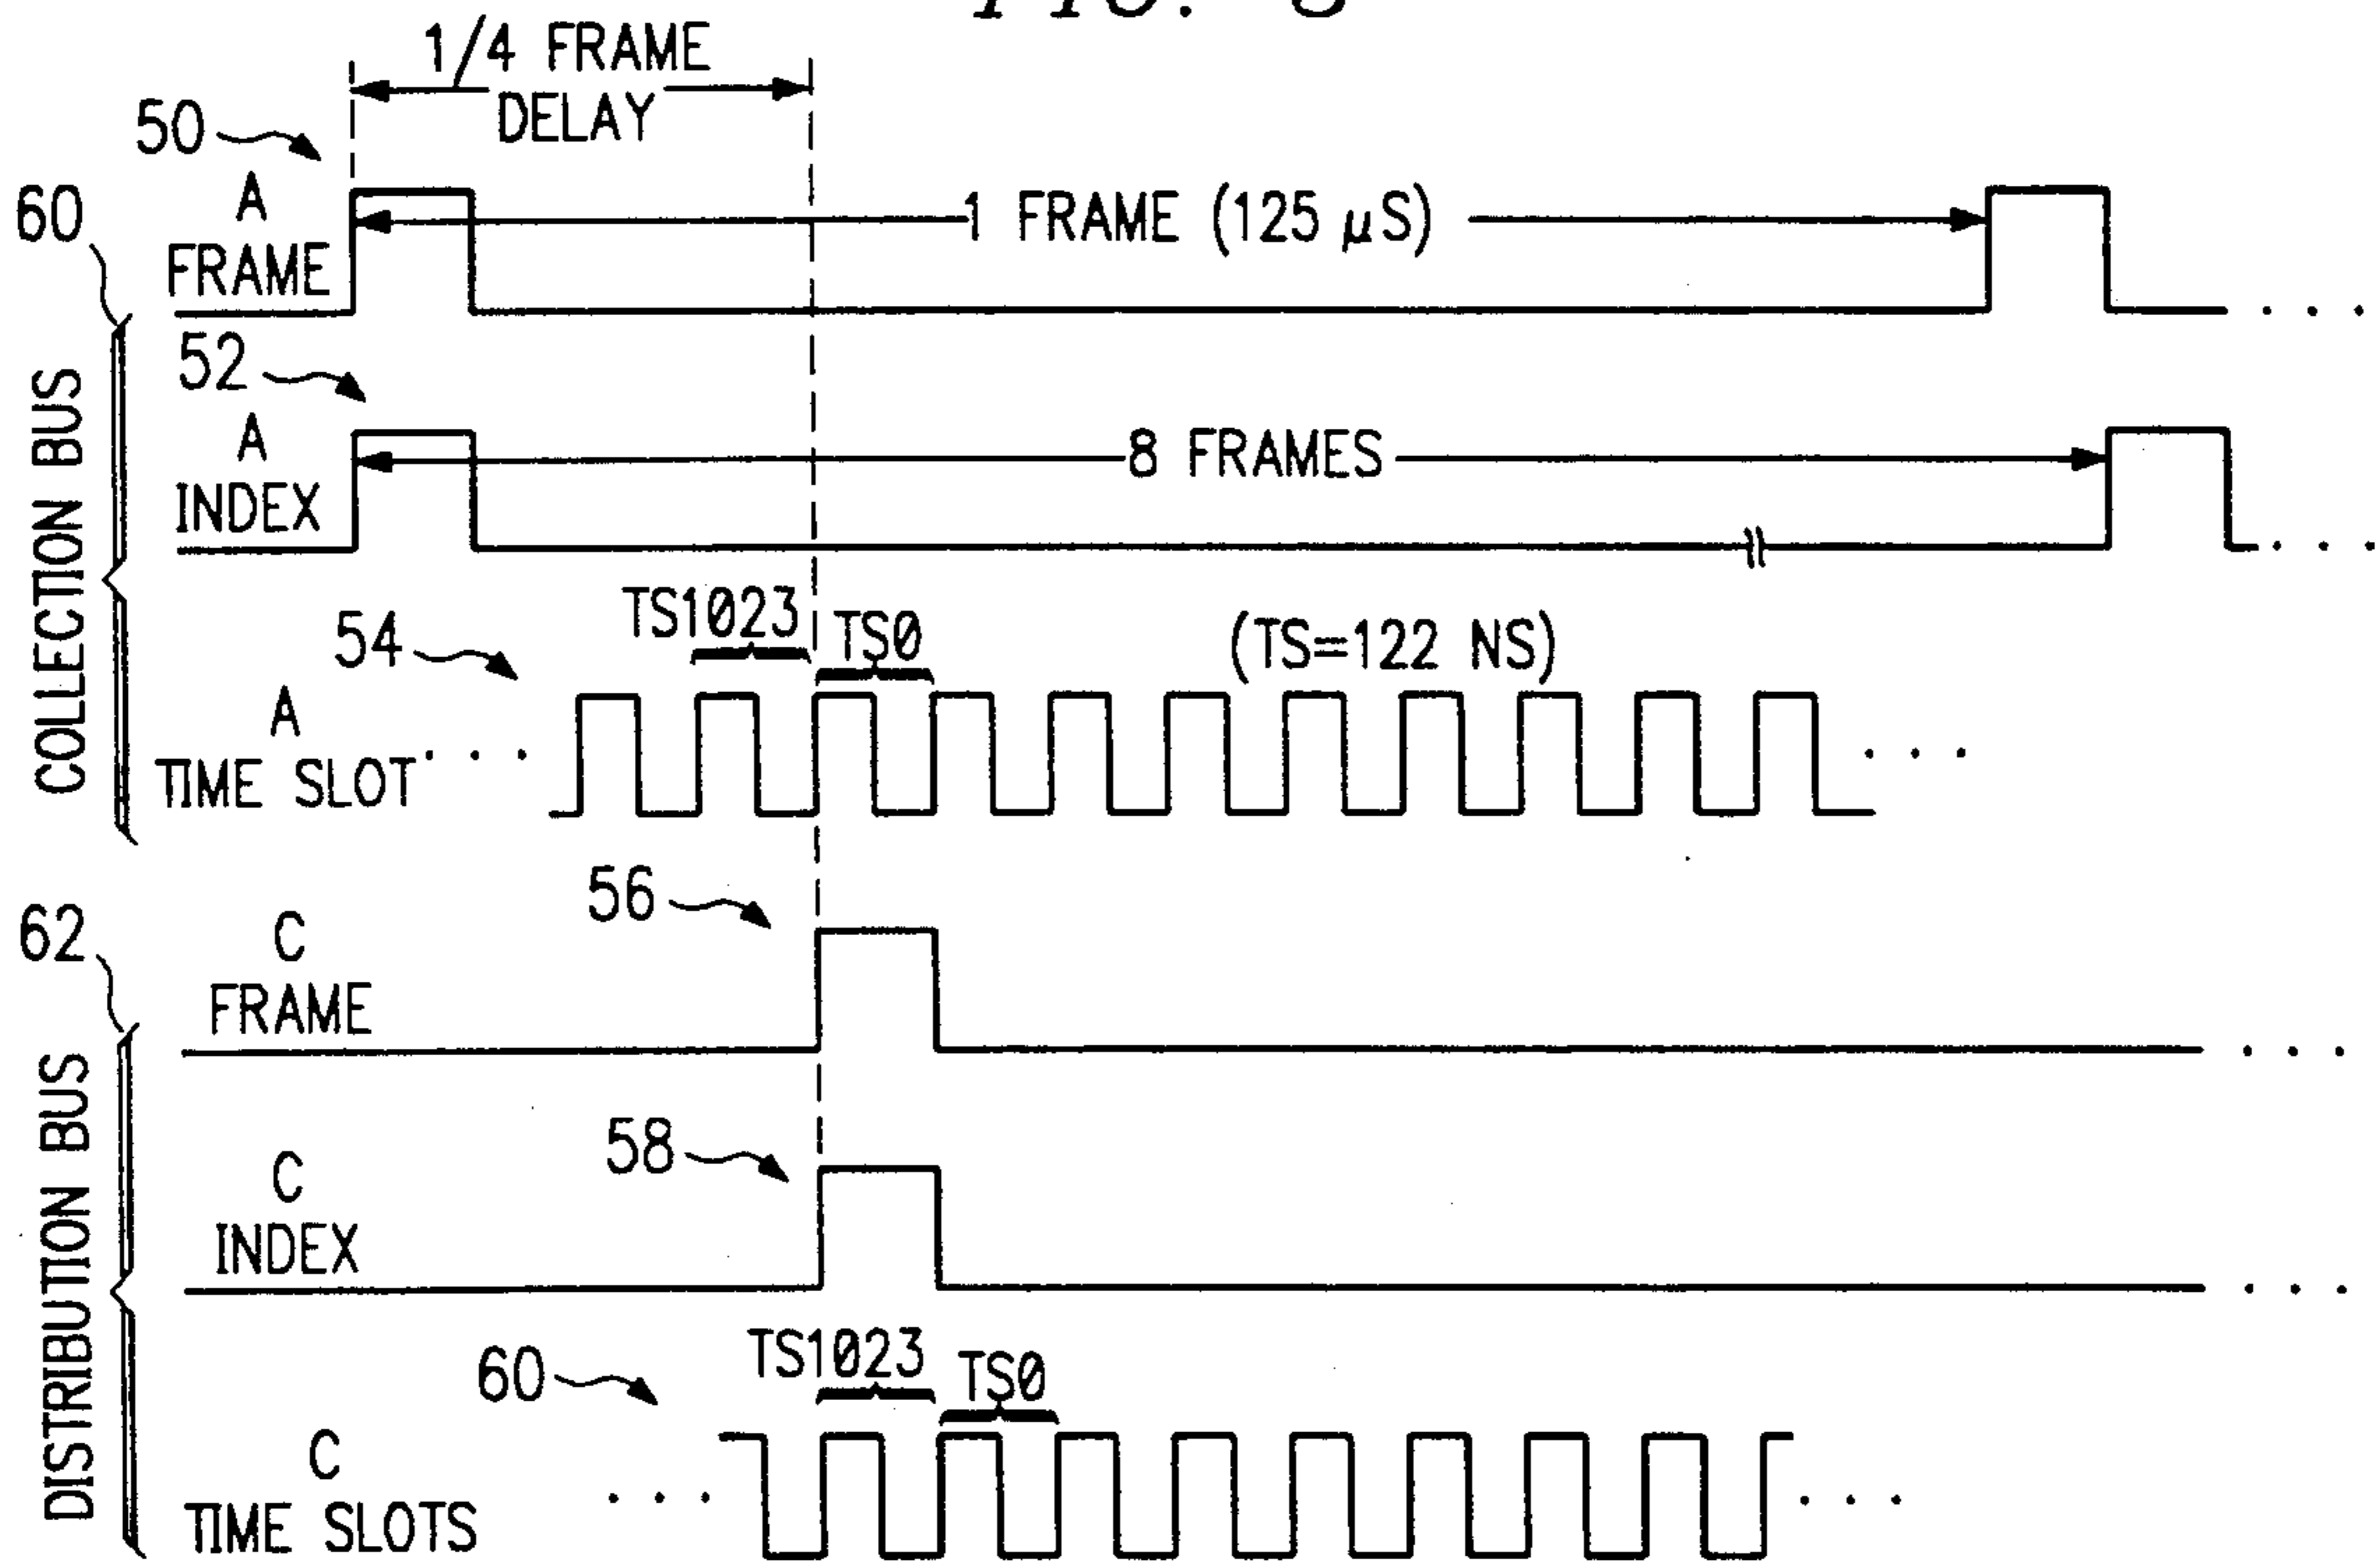 1/4 FRAME
DELAY
50
A
FRAME
1 FRAME (125 μS)
60
COLLECTION BUS
52
A
INDEX
8 FRAMES
TS1023
TS0
(TS=122 NS)
54
A
TIME SLOT
56
62
C
FRAME
DISTRIBUTION BUS
58
C
INDEX
TS1023
TS0
60
C
TIME SLOTS